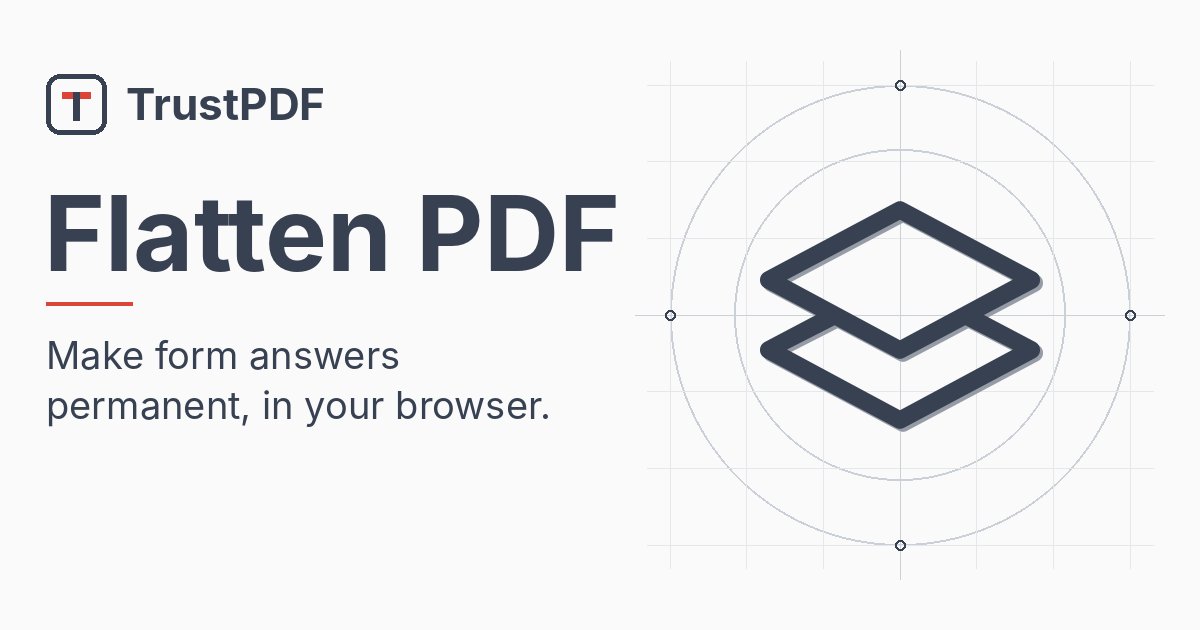 TrustPDF
Flatten PDF
Make form answers
permanent, in your browser.